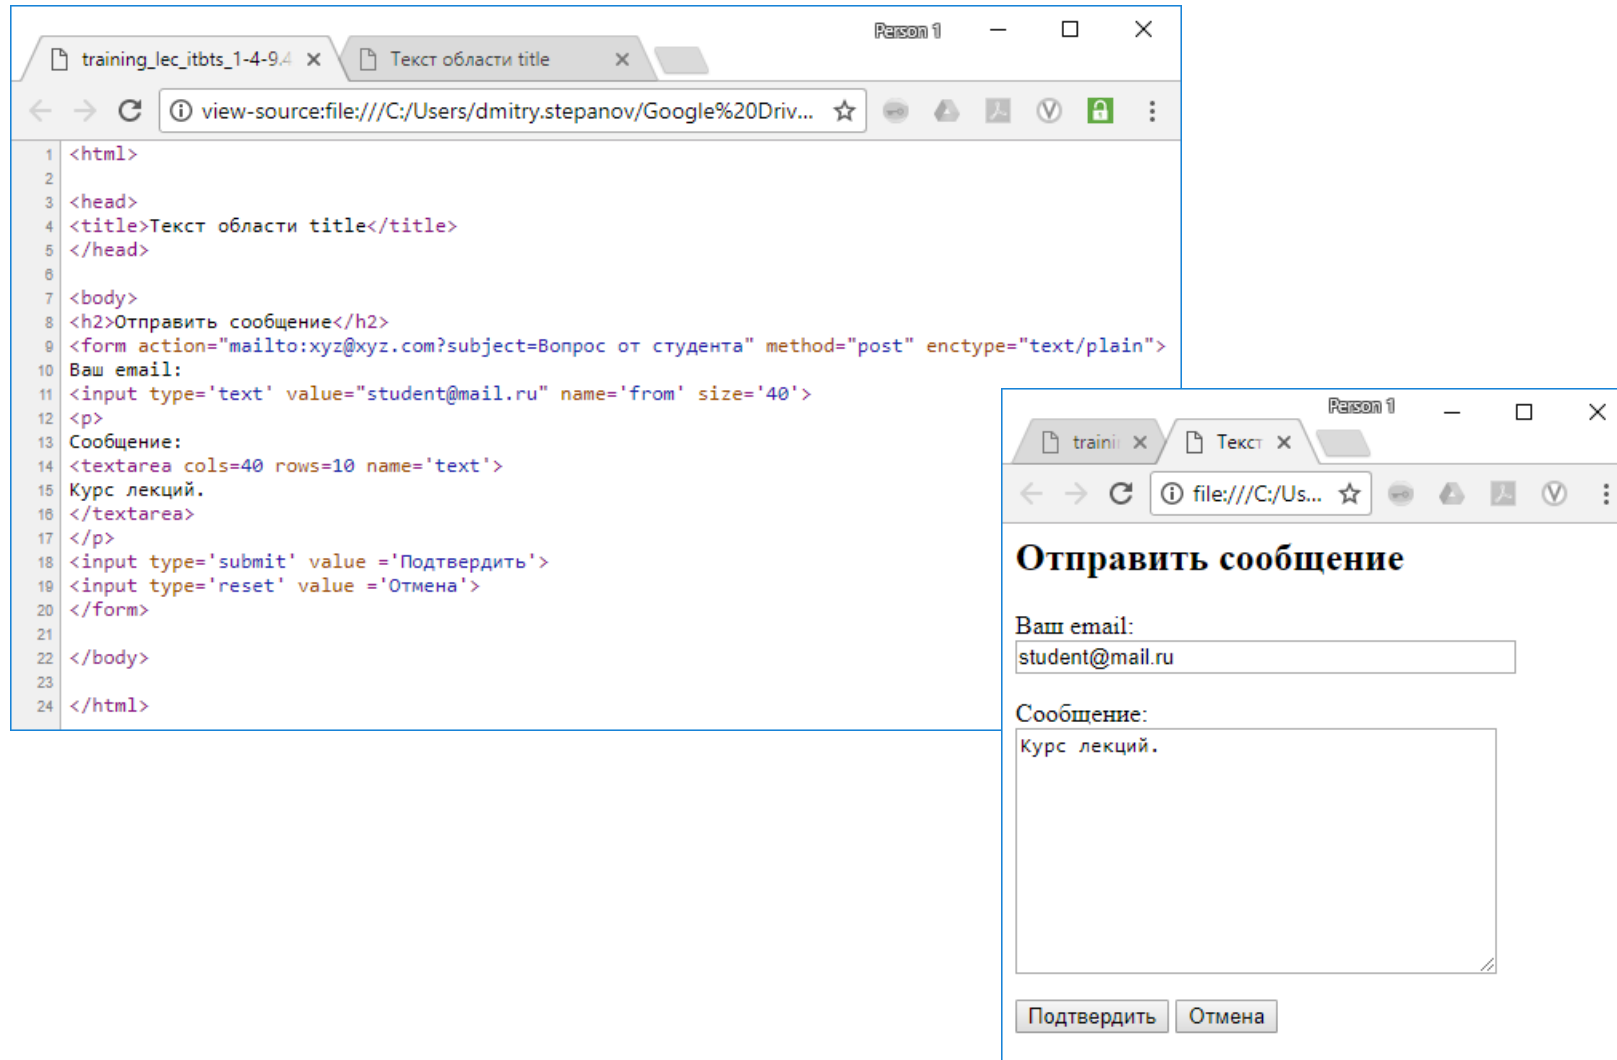 Person 1
training_lec_itbts_1-4-9.4
Текст области title
view-source:file:///C:/Users/dmitry.stepanov/Google%20Driv...
1 <html>
2
3 <head>
4 <title>Текст области title</title>
5 </head>
6
7 <body>
8 <h2>Отправить сообщение</h2>
9 <form action="mailto:xyz@xyz.com?subject=Вопрос от студента" method="post" enctype="text/plain">
10 Ваш email:
11 <input type='text' value="student@mail.ru" name='from' size='40'>
12 <p>
13 Сообщение:
14 <textarea cols=40 rows=10 name='text'>
15 Курс лекций.
16 </textarea>
17 </p>
18 <input type='submit' value ='Подтвердить'>
19 <input type='reset' value ='Отмена'>
20 </form>
21
22 </body>
23
24 </html>
Person 1
traini
Текст
file:///C:/Us...
Отправить сообщение
Ваш email:
student@mail.ru
Сообщение:
Курс лекций.
Подтвердить Отмена